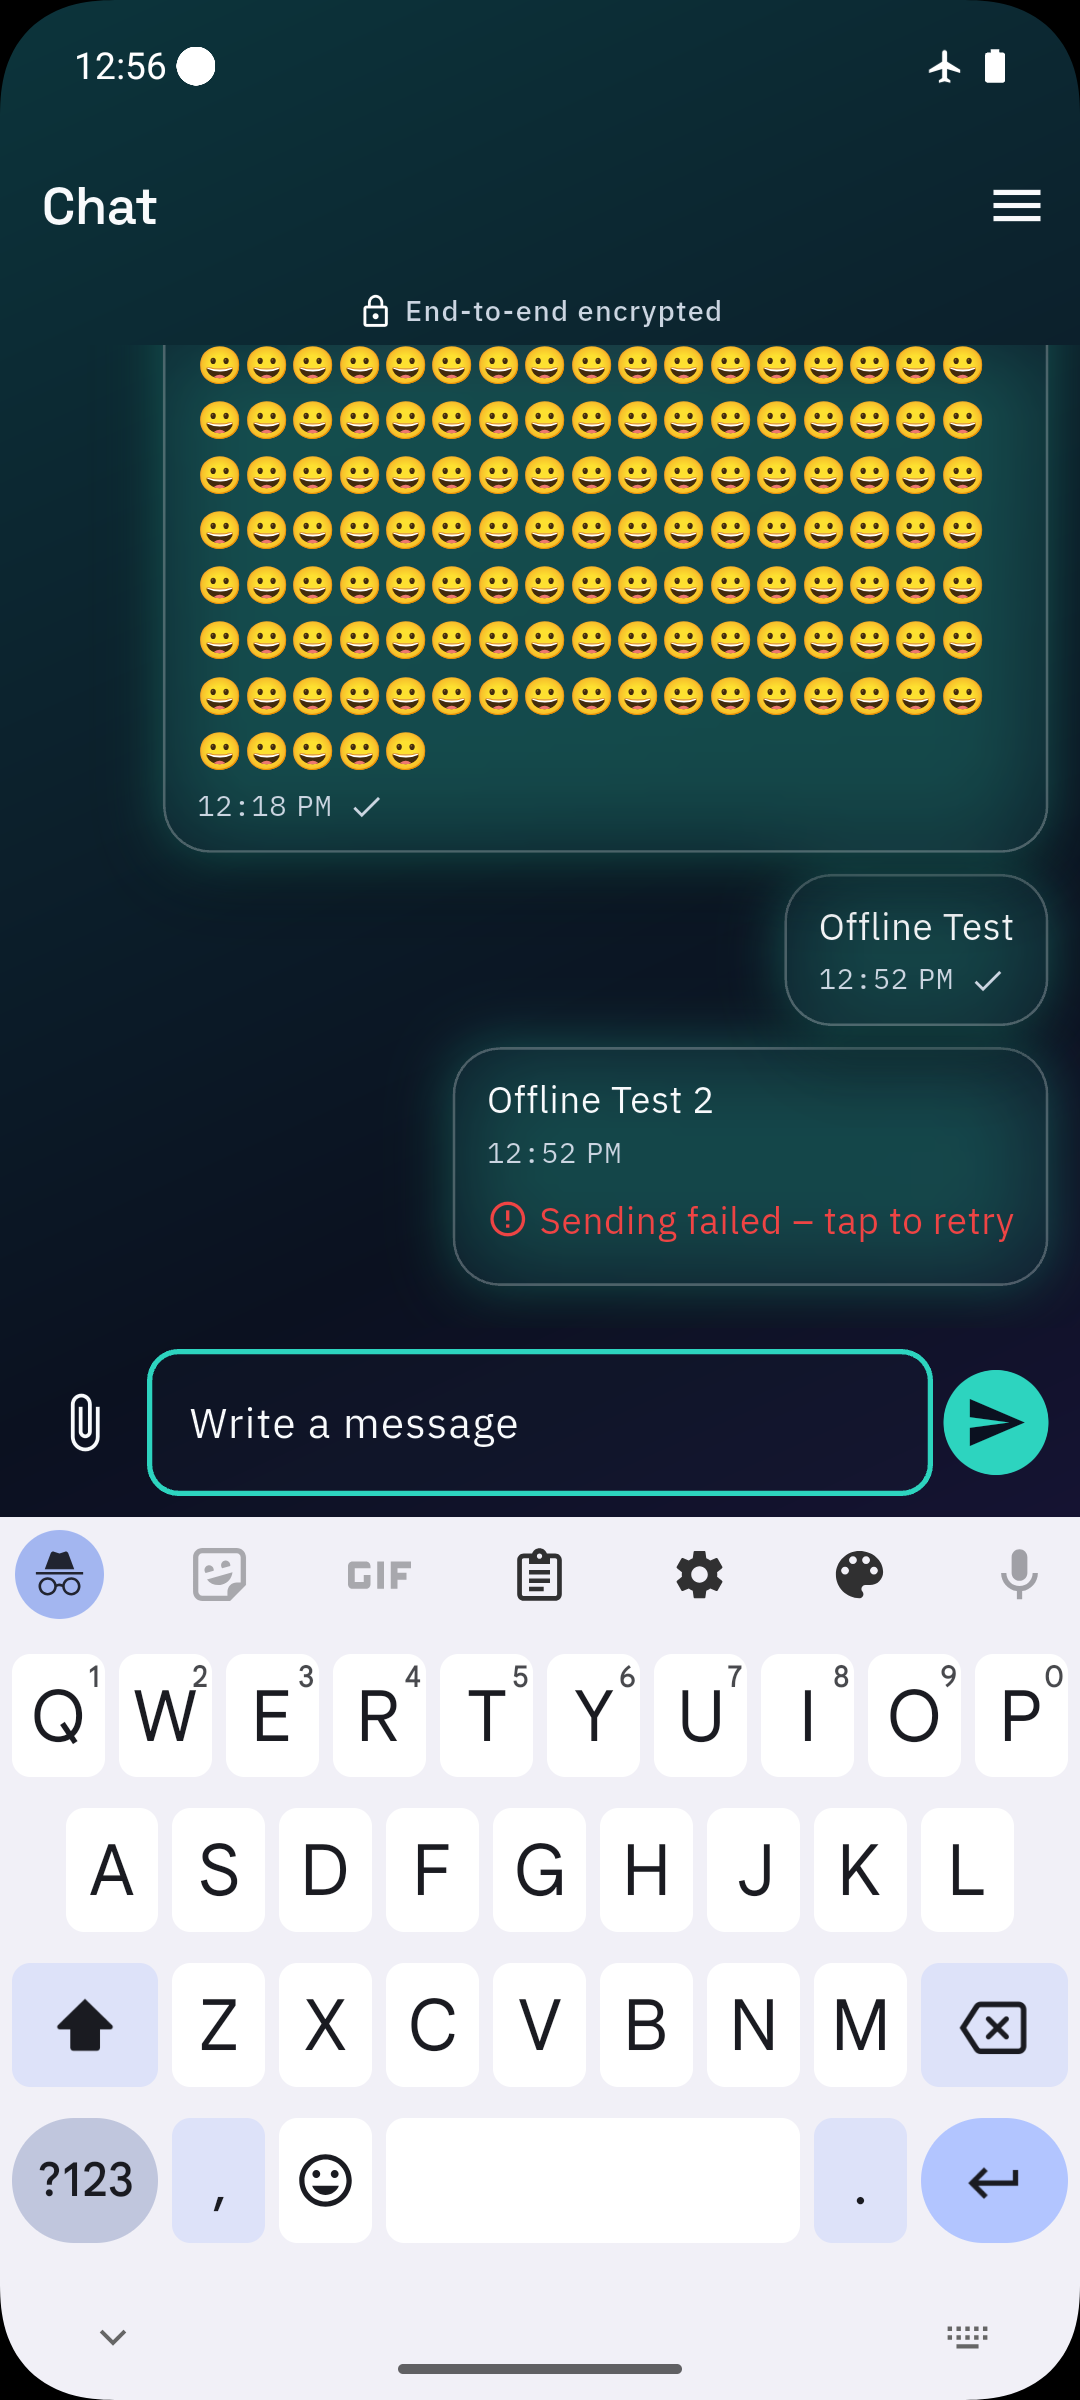 12:56
Chat
End-to-end encrypted
😀😀😀😀😀😀😀😀😀😀😀😀😀😀😀😀😀
😀😀😀😀😀😀😀😀😀😀😀😀😀😀😀😀😀
😀😀😀😀😀😀😀😀😀😀😀😀😀😀😀😀😀
😀😀😀😀😀😀😀😀😀😀😀😀😀😀😀😀😀
😀😀😀😀😀😀😀😀😀😀😀😀😀😀😀😀😀
😀😀😀😀😀😀😀😀😀😀😀😀😀😀😀😀😀
😀😀😀😀😀😀😀😀😀😀😀😀😀😀😀😀😀
😀😀😀😀😀
12:18 PM
Offline Test
12:52 PM
Offline Test 2
12:52 PM
Sending failed – tap to retry
Write a message
GIF
Q1 W2 E3 R4 T5 Y6 U7 I8 O9 P0
A S D F G H J K L
Z X C V B N M
?123 , .